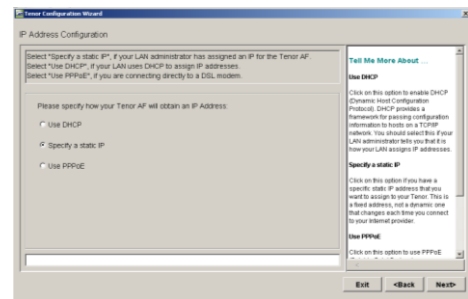 Tenor Configuration Wizard
IP Address Configuration
Select "Specify a static IP", if your LAN administrator has assigned an IP for the Tenor AF.
Select "Use DHCP", if your LAN uses DHCP to assign IP addresses.
Select "Use PPPoE", if you are connecting directly to a DSL modem.
Please specify how your Tenor AF will obtain an IP Address:
Use DHCP
Specify a static IP
Use PPPoE
Tell Me More About ...
Use DHCP
Click on this option to enable DHCP
(Dynamic Host Configuration
Protocol). DHCP provides a
framework for passing configuration
information to hosts on a TCP/IP
network. You should select this if your
LAN administrator tells you that it is
how your LAN assigns IP addresses.
Specify a static IP
Click on this option if you have a
specific static IP address that you
want to assign to your Tenor. This is
a fixed address, not a dynamic one
that changes each time you connect
to your Internet provider.
Use PPPoE
Click on this option to use PPPoE
Exit
<Back
Next>